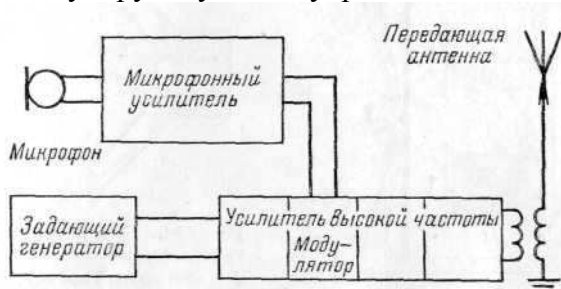 Передающая
антенна
Микрофонный
усилитель
Микрофон
Задающий
генератор
Усилитель высокой частоты
Моду-
лятор